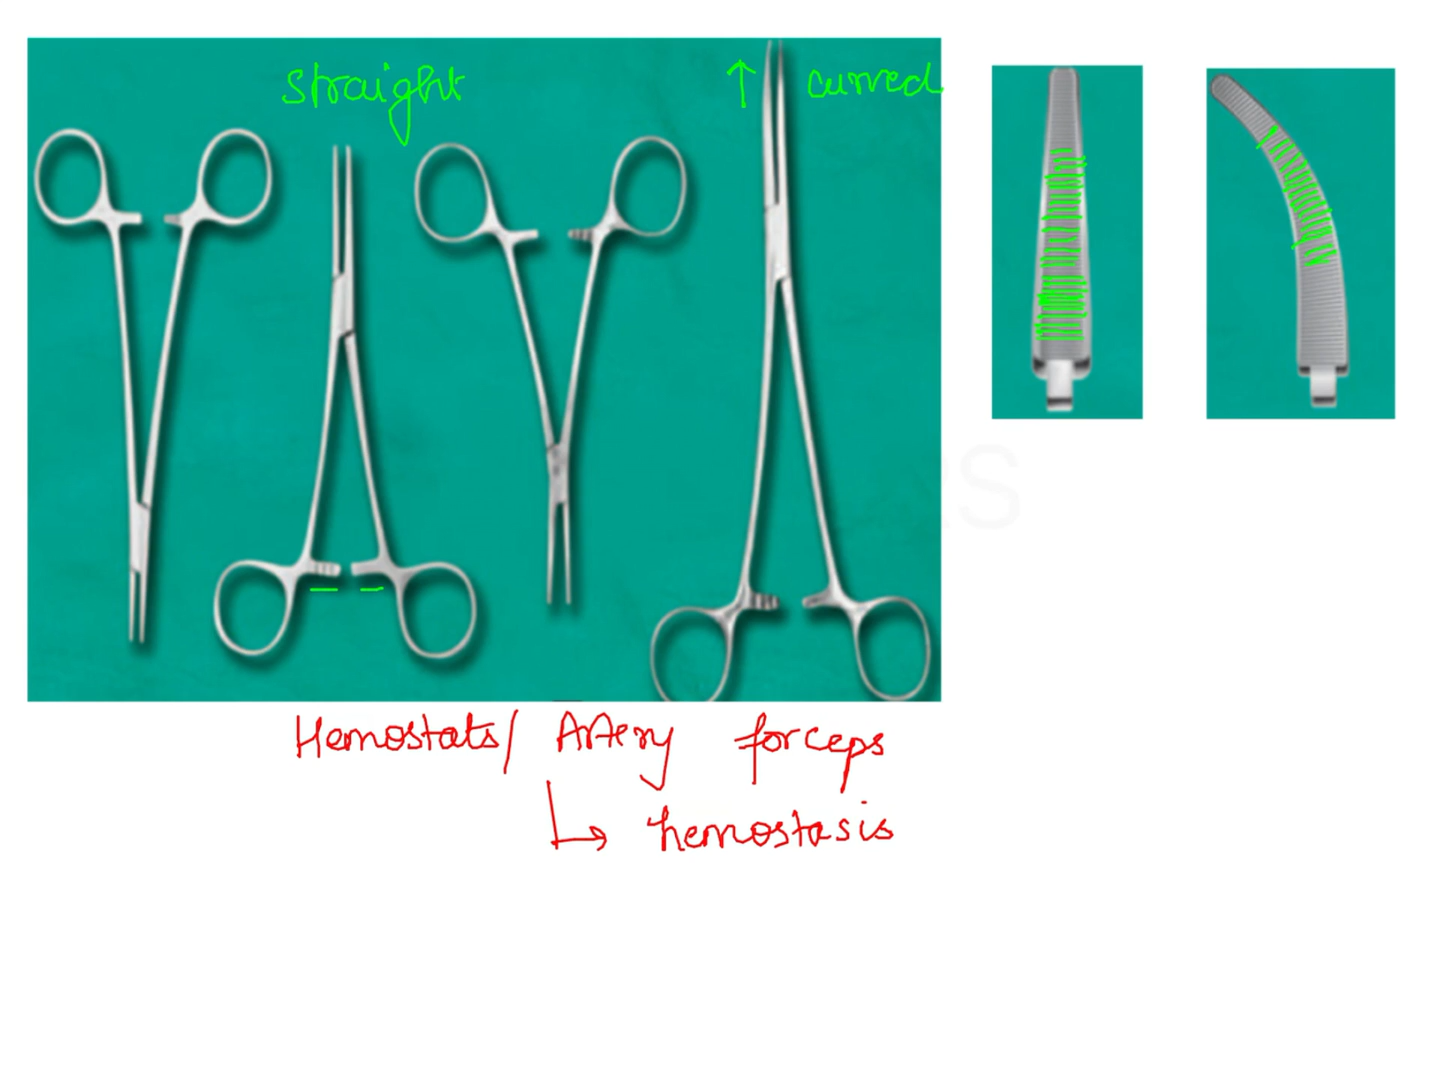 straight
↑ curved
Hemostats/ Artery forceps
↳ hemostasis